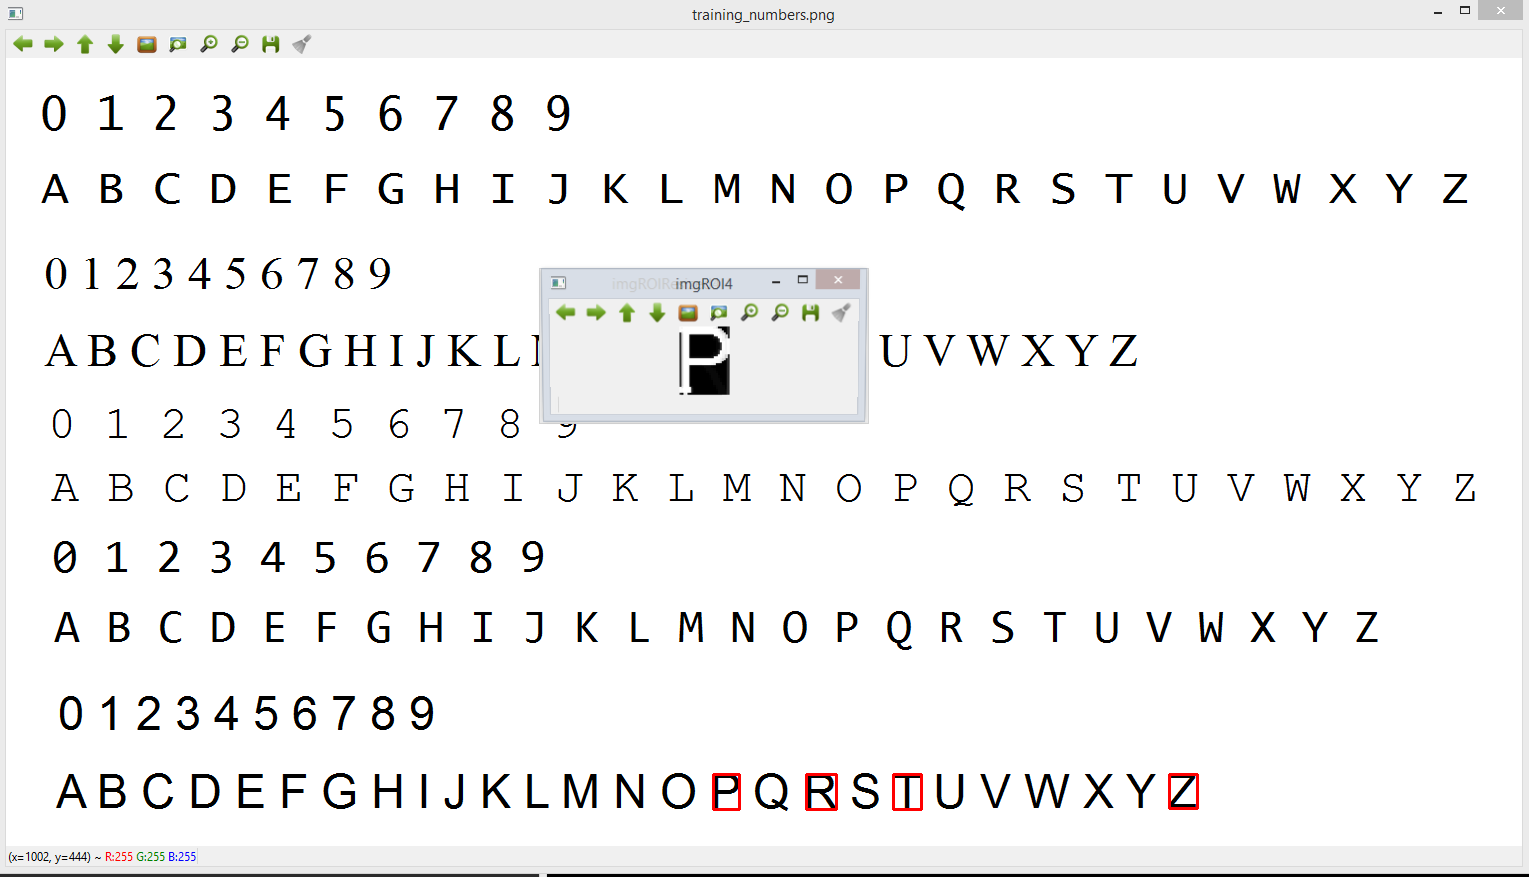 training_numbers.png
0 1 2 3 4 5 6 7 8 9
A B C D E F G H I J K L M N O P Q R S T U V W X Y Z
0 1 2 3 4 5 6 7 8 9
imgROI4
A B C D E F G H I J K L U V W X Y Z
P
0 1 2 3 4 5 6 7 8 9
A B C D E F G H I J K L M N O P Q R S T U V W X Y Z
0 1 2 3 4 5 6 7 8 9
A B C D E F G H I J K L M N O P Q R S T U V W X Y Z
0 1 2 3 4 5 6 7 8 9
A B C D E F G H I J K L M N O P Q R S T U V W X Y Z
(x=1002, y=444) ~ R:255 G:255 B:255